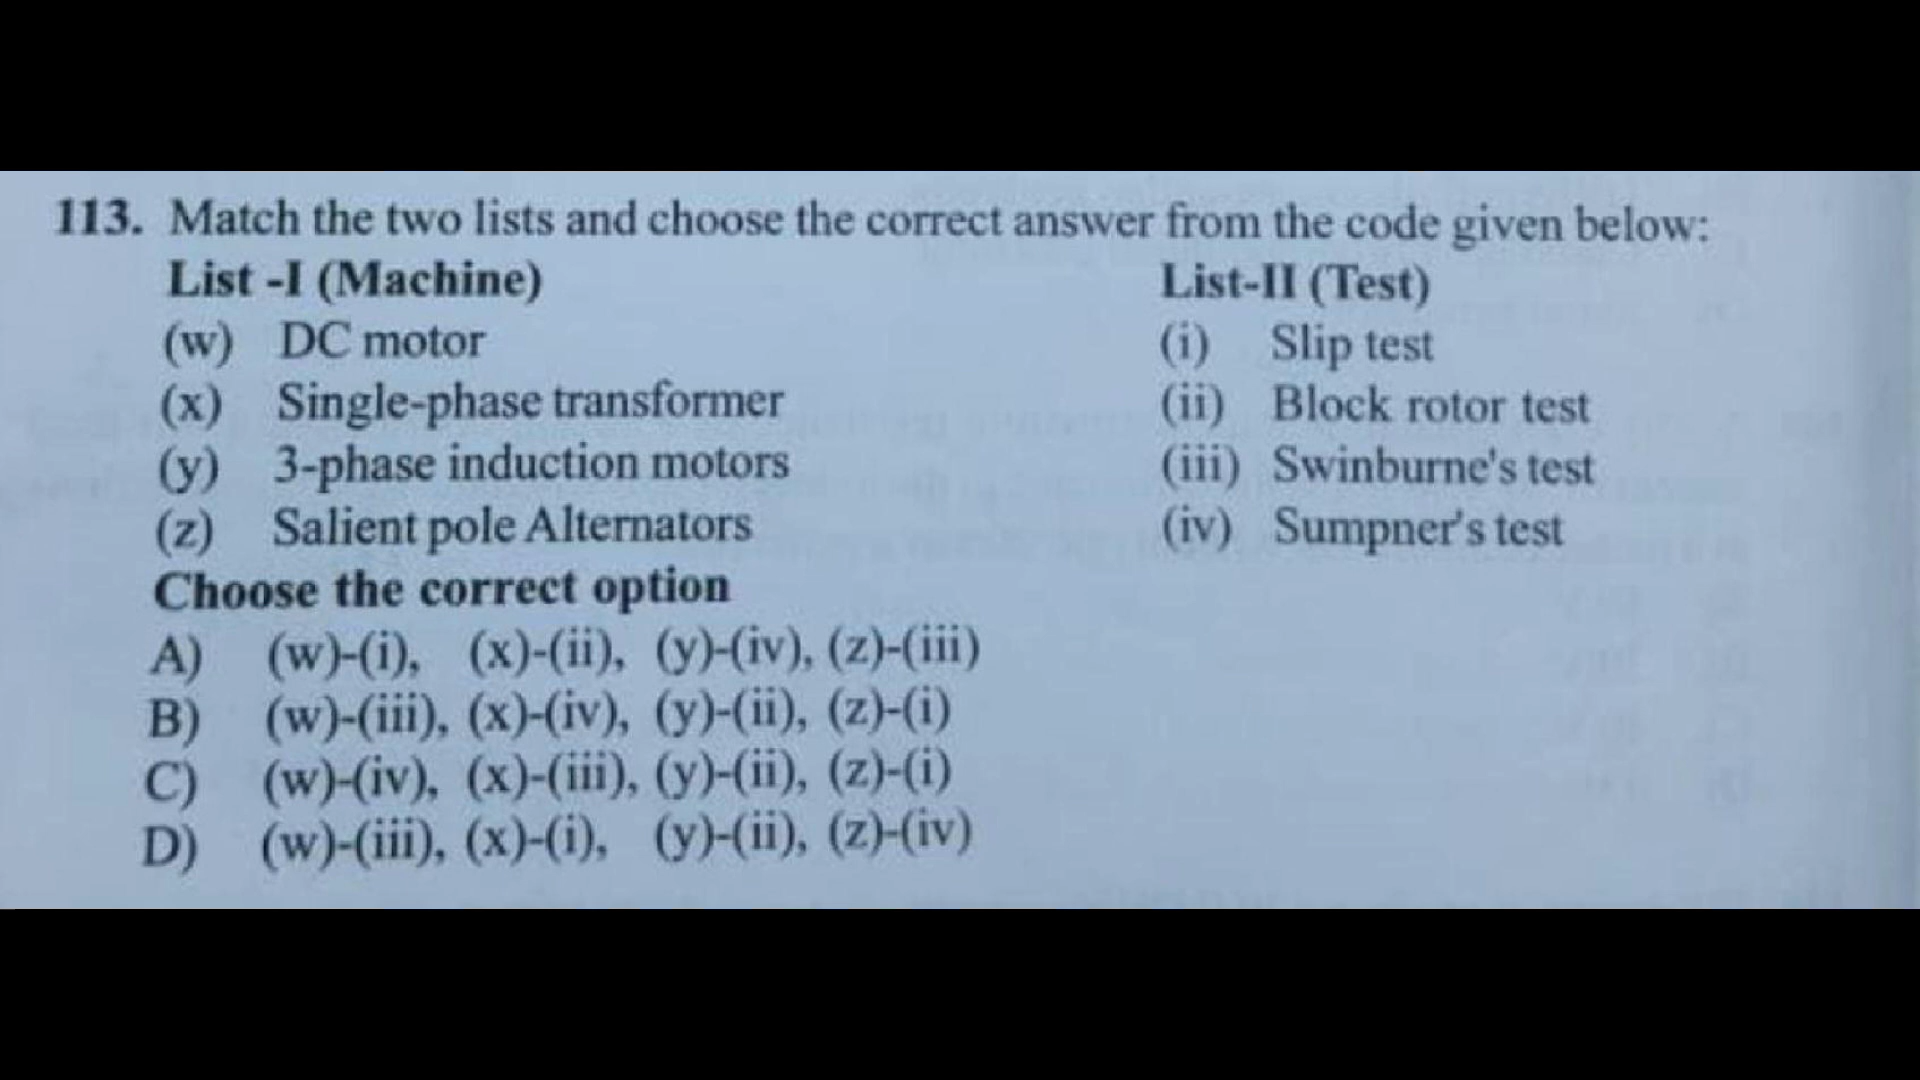 113. Match the two lists and choose the correct answer from the code given below:
List -I (Machine) List-II (Test)
(w) DC motor (i) Slip test
(x) Single-phase transformer (ii) Block rotor test
(y) 3-phase induction motors (iii) Swinburne's test
(z) Salient pole Alternators (iv) Sumpner's test
Choose the correct option
A) (w)-(i), (x)-(ii), (y)-(iv), (z)-(iii)
B) (w)-(iii), (x)-(iv), (y)-(ii), (z)-(i)
C) (w)-(iv), (x)-(iii), (y)-(ii), (z)-(i)
D) (w)-(iii), (x)-(i), (y)-(ii), (z)-(iv)